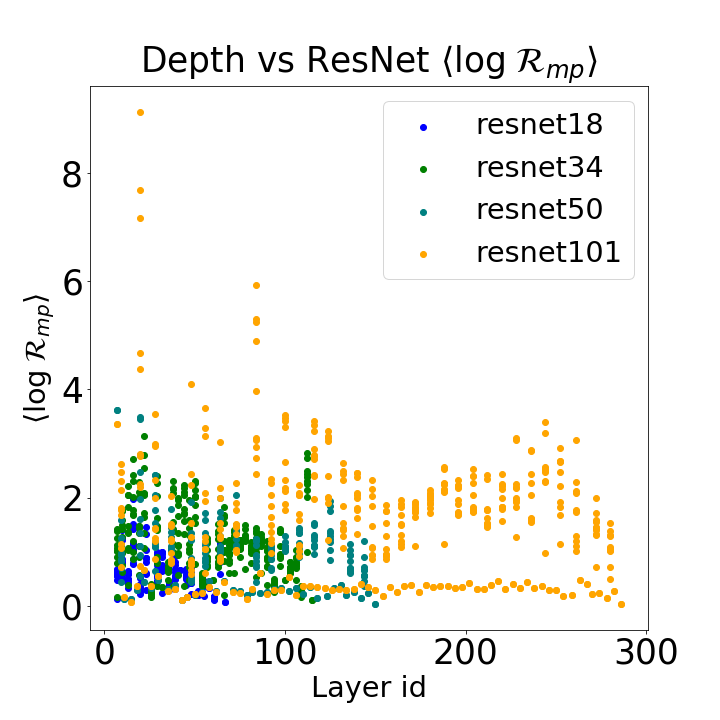 Depth vs ResNet ⟨log ℛ_mp⟩
resnet18
resnet34
resnet50
resnet101
⟨log ℛ_mp⟩
8
6
4
2
0
0 100 200 300
Layer id